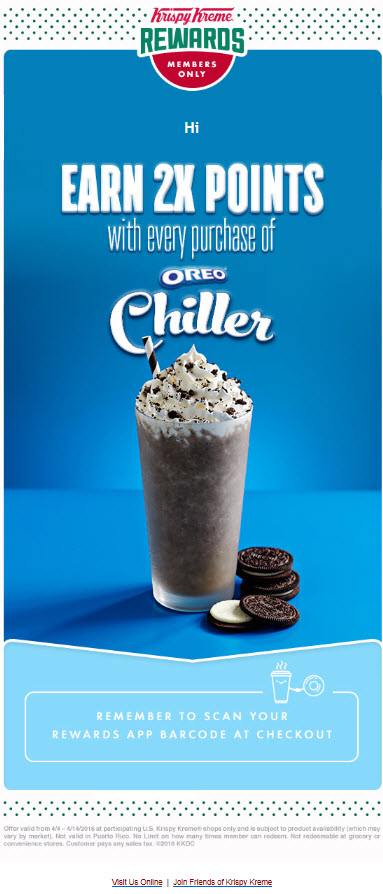 Krispy Kreme
REWARDS
MEMBERS
ONLY
Hi
EARN 2X POINTS
with every purchase of
OREO
Chiller
REMEMBER TO SCAN YOUR
REWARDS APP BARCODE AT CHECKOUT
Offer valid from 4/4 – 4/14/2016 at participating U.S. Krispy Kreme® shops only and is subject to product availability (which may
vary by market). Not valid in Puerto Rico. No Limit on how many times member can redeem. Not redeemable at grocery or
convenience stores. Customer pays any sales tax. ©2016 KKDC
Visit Us Online | Join Friends of Krispy Kreme